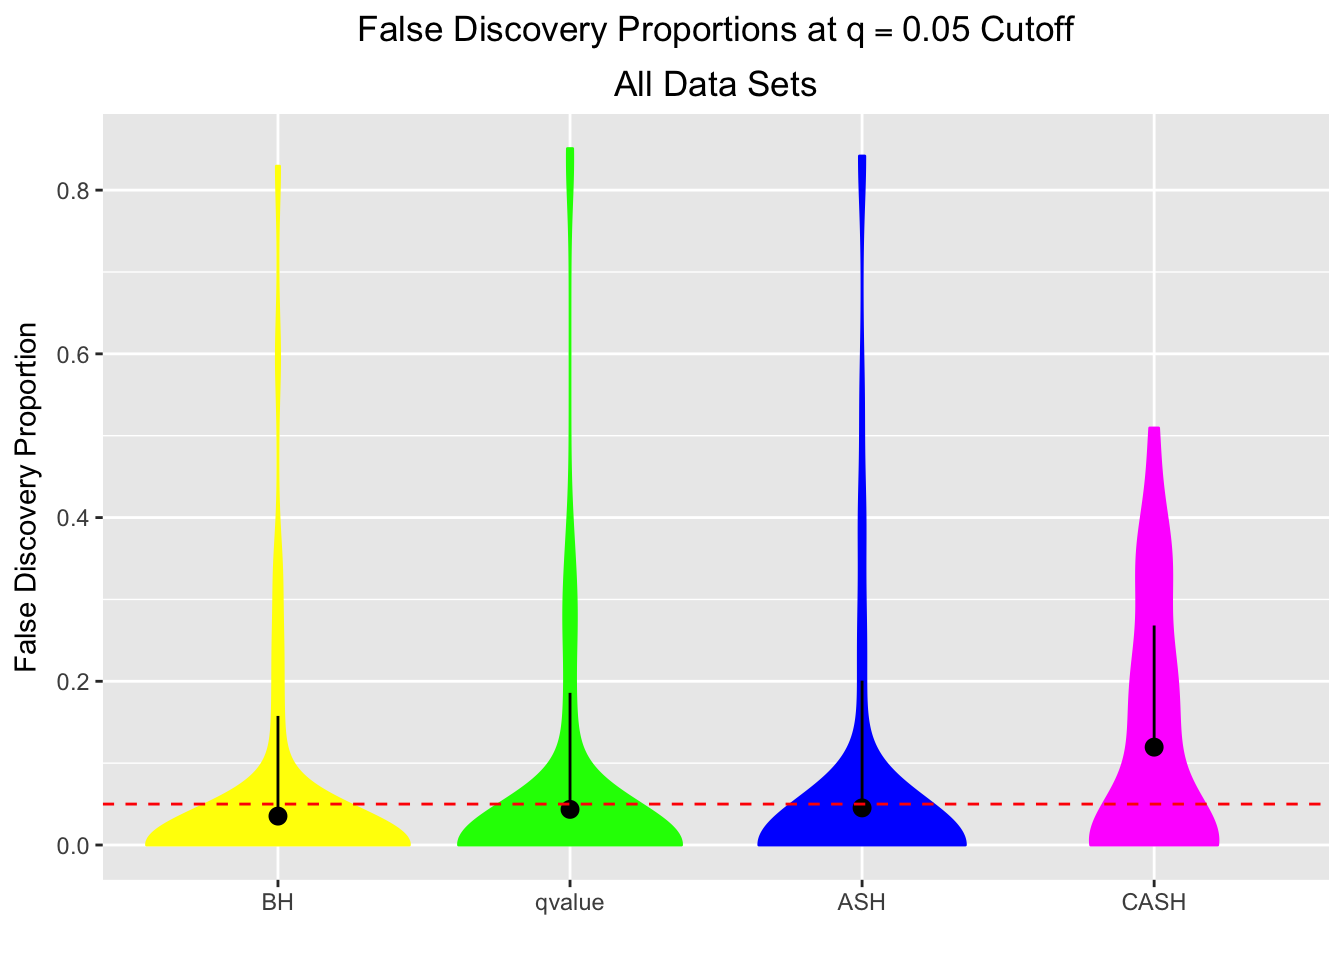 False Discovery Proportions at q = 0.05 Cutoff
All Data Sets
False Discovery Proportion
0.8
0.6
0.4
0.2
0.0
BH
qvalue
ASH
CASH